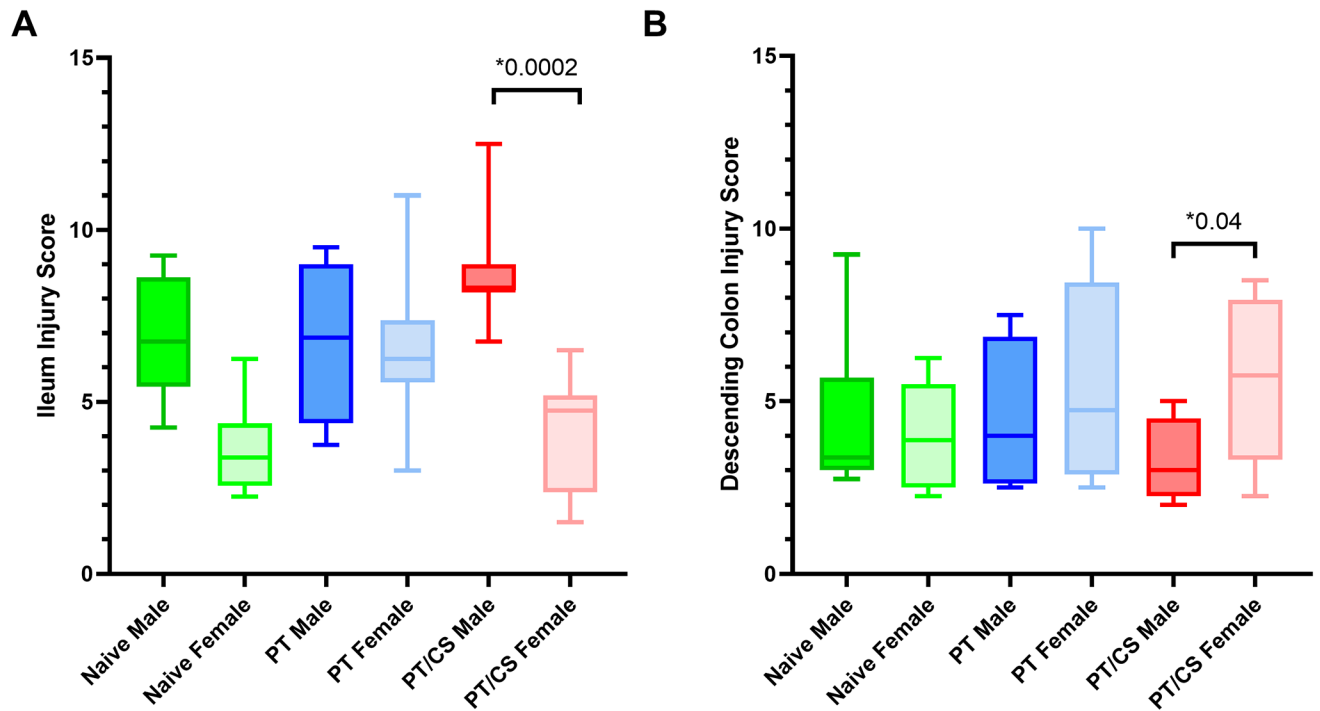 A
Ileum Injury Score
15
10
5
0
*0.0002
Naive Male
Naive Female
PT Male
PT Female
PT/CS Male
PT/CS Female
B
Descending Colon Injury Score
15
10
5
0
*0.04
Naive Male
Naive Female
PT Male
PT Female
PT/CS Male
PT/CS Female